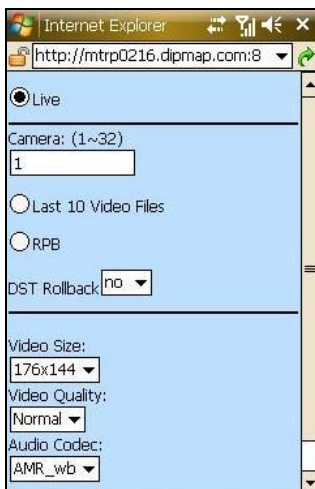 Internet Explorer
http://mtrp0216.dipmap.com:8
Live
Camera: (1~32)
1
Last 10 Video Files
RPB
DST Rollback no
Video Size:
176x144
Video Quality:
Normal
Audio Codec:
AMR_wb